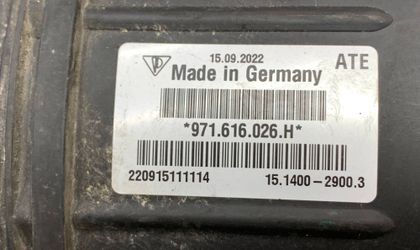 15.09.2022
ATE
Made in Germany
*971.616.026.H*
220915111114
15.1400-2900.3